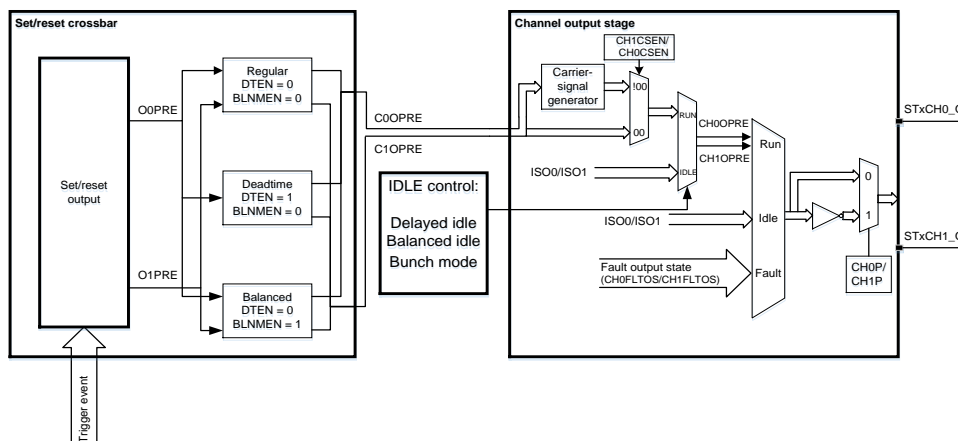 Set/reset crossbar
Set/reset
output
O0PRE
O1PRE
Regular
DTEN = 0
BLNMEN = 0
Deadtime
DTEN = 1
BLNMEN = 0
Balanced
DTEN = 0
BLNMEN = 1
Trigger event
C0OPRE
C1OPRE
IDLE control:
Delayed idle
Balanced idle
Bunch mode
Channel output stage
CH1CSEN/
CH0CSEN
Carrier-
signal
generator
!00
00
RUN
IDLE
ISO0/ISO1
CH0OPRE
CH1OPRE
ISO0/ISO1
Fault output state
(CH0FLTOS/CH1FLTOS)
Run
Idle
Fault
0
1
CH0P/
CH1P